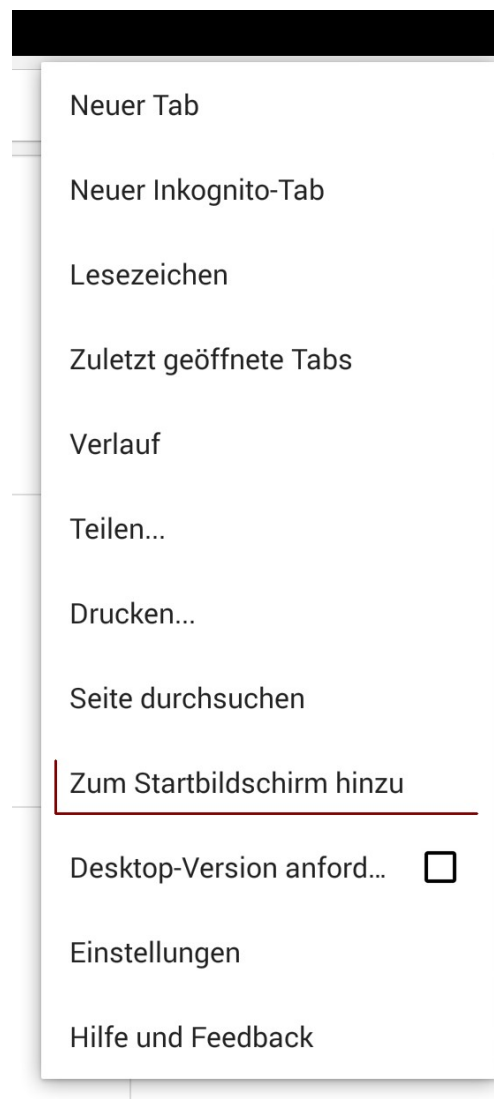 Neuer Tab
Neuer Inkognito-Tab
Lesezeichen
Zuletzt geöffnete Tabs
Verlauf
Teilen...
Drucken...
Seite durchsuchen
Zum Startbildschirm hinzu
Desktop-Version anford...
Einstellungen
Hilfe und Feedback